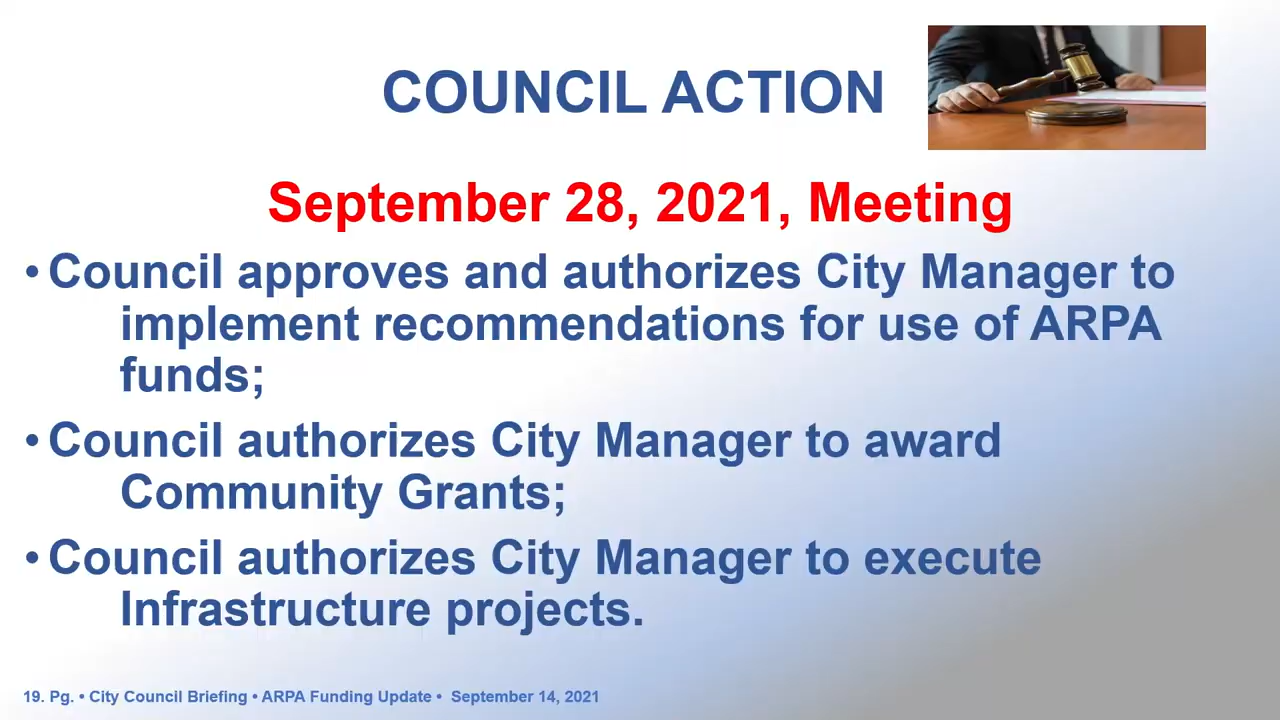 COUNCIL ACTION
September 28, 2021, Meeting
• Council approves and authorizes City Manager to
implement recommendations for use of ARPA
funds;
• Council authorizes City Manager to award
Community Grants;
• Council authorizes City Manager to execute
Infrastructure projects.
19. Pg. • City Council Briefing • ARPA Funding Update • September 14, 2021